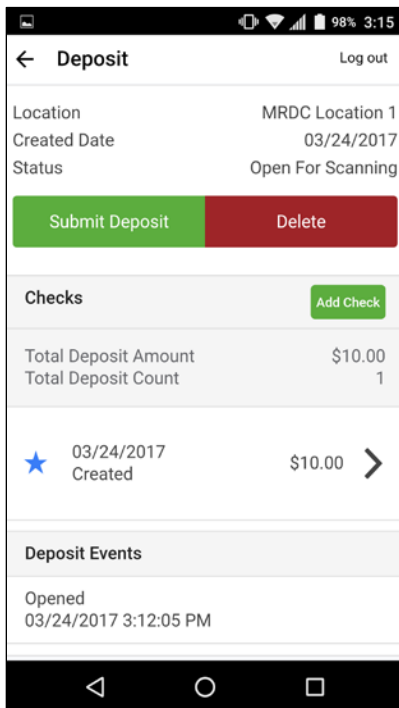 98% 3:15
Deposit Log out
Location MRDC Location 1
Created Date 03/24/2017
Status Open For Scanning
Submit Deposit Delete
Checks Add Check
Total Deposit Amount $10.00
Total Deposit Count 1
03/24/2017
Created $10.00
Deposit Events
Opened
03/24/2017 3:12:05 PM